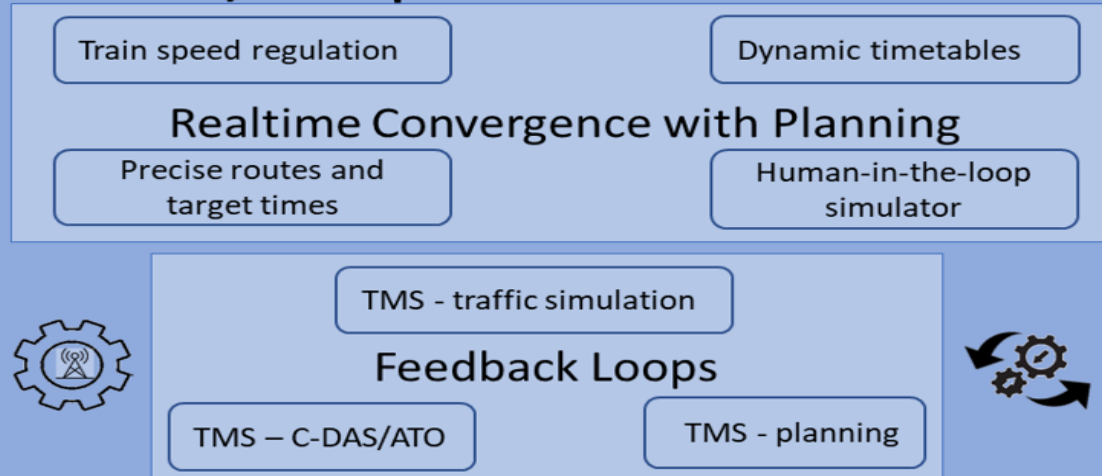 Train speed regulation
Dynamic timetables
Realtime Convergence with Planning
Precise routes and
target times
Human-in-the-loop
simulator
TMS - traffic simulation
Feedback Loops
TMS – C-DAS/ATO
TMS - planning